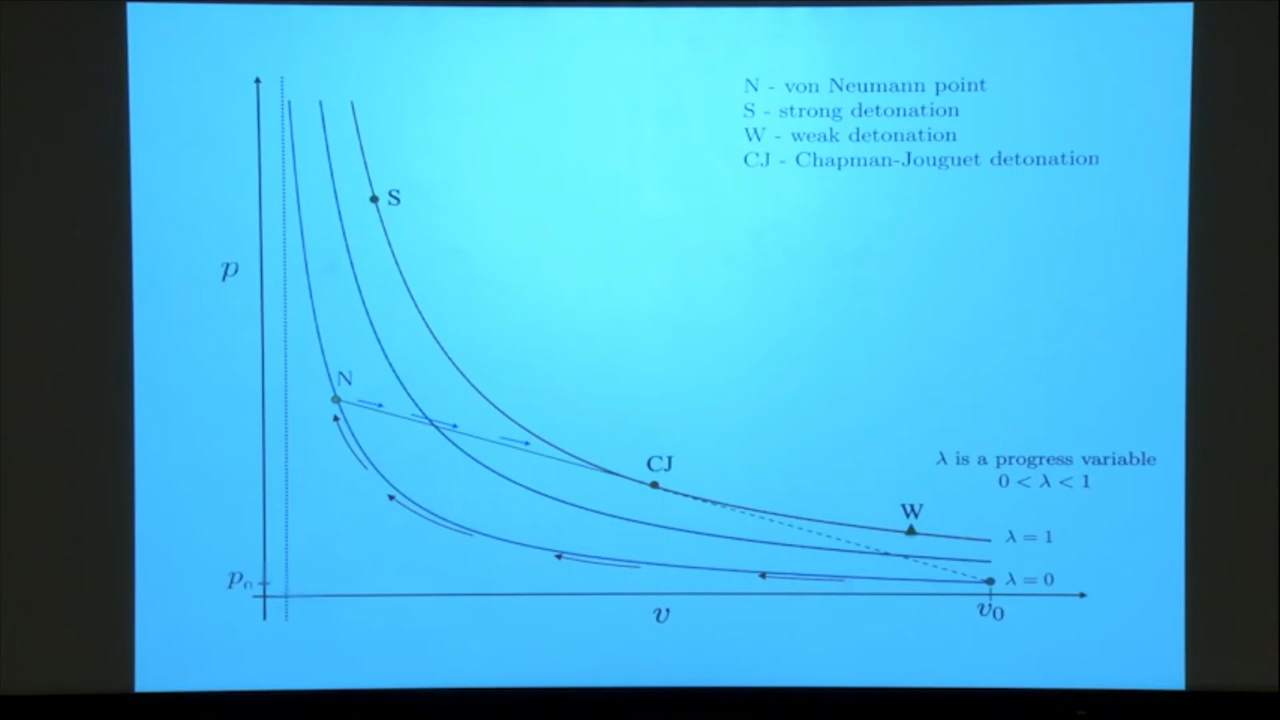 N - von Neumann point
S - strong detonation
W - weak detonation
CJ - Chapman-Jouguet detonation
S
p
N
CJ
λ is a progress variable
0 < λ < 1
W
λ = 1
p₀
λ = 0
v
v₀